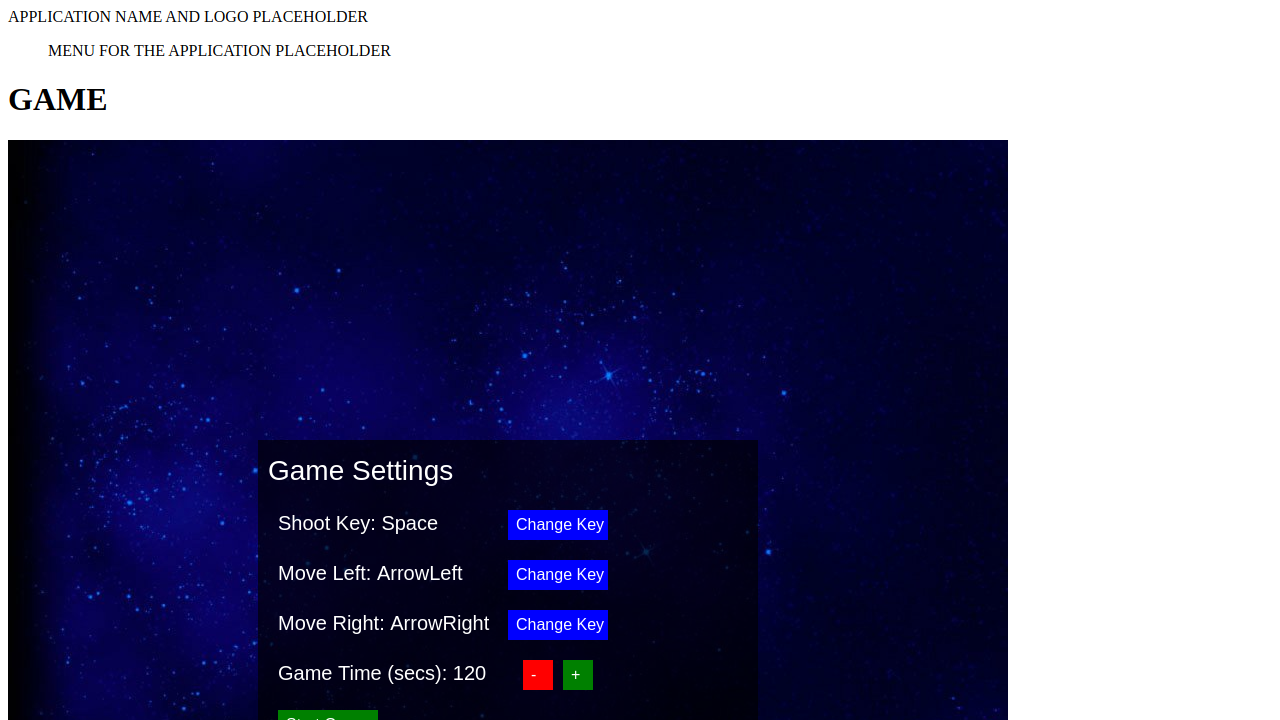 APPLICATION NAME AND LOGO PLACEHOLDER
MENU FOR THE APPLICATION PLACEHOLDER
GAME
Game Settings
Shoot Key: Space
Change Key
Move Left: ArrowLeft
Change Key
Move Right: ArrowRight
Change Key
Game Time (secs): 120
- +